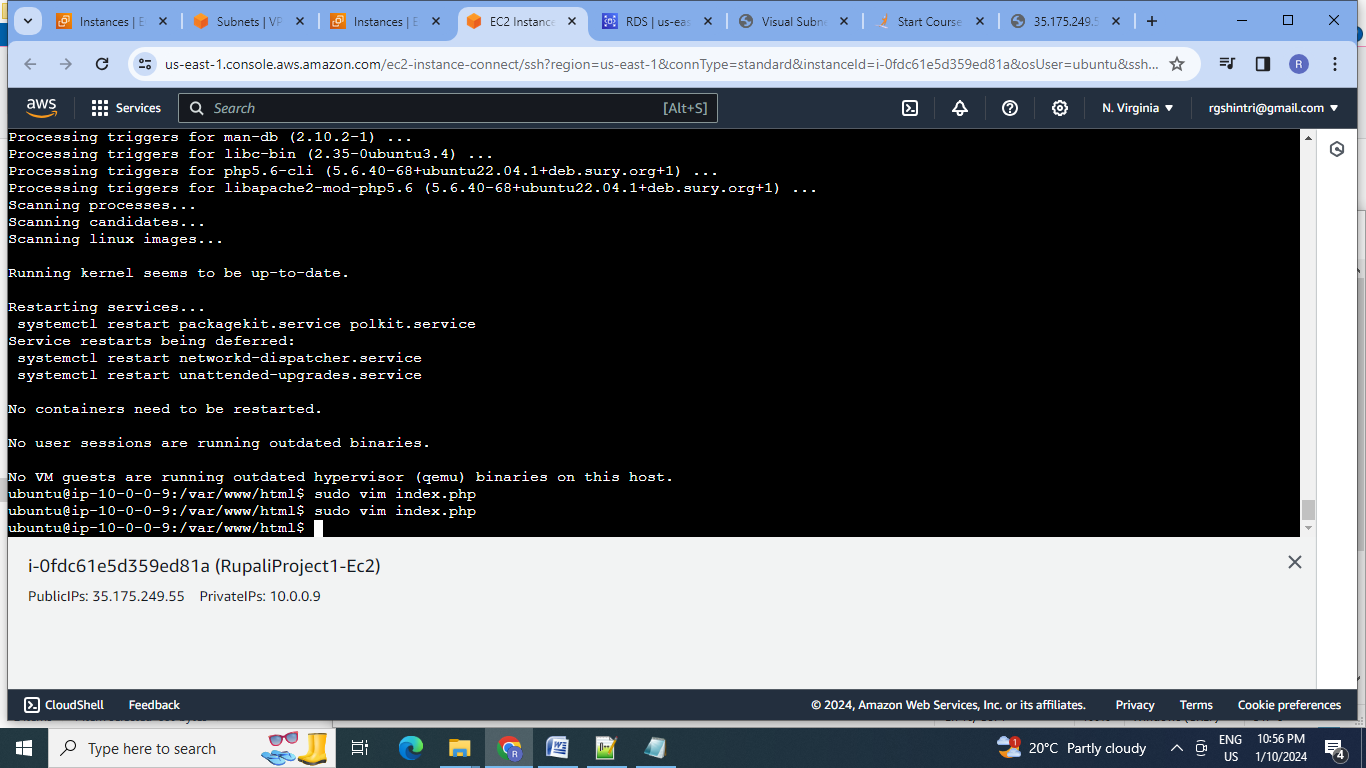 Instances | E
Subnets | VP
Instances | E
EC2 Instance
RDS | us-eas
Visual Subne
Start Course
35.175.249.5
us-east-1.console.aws.amazon.com/ec2-instance-connect/ssh?region=us-east-1&connType=standard&instanceId=i-0fdc61e5d359ed81a&osUser=ubuntu&ssh...
R
aws
Services
Search
[Alt+S]
N. Virginia
rgshintri@gmail.com
Processing triggers for man-db (2.10.2-1) ...
Processing triggers for libc-bin (2.35-0ubuntu3.4) ...
Processing triggers for php5.6-cli (5.6.40-68+ubuntu22.04.1+deb.sury.org+1) ...
Processing triggers for libapache2-mod-php5.6 (5.6.40-68+ubuntu22.04.1+deb.sury.org+1) ...
Scanning processes...
Scanning candidates...
Scanning linux images...
Running kernel seems to be up-to-date.
Restarting services...
systemctl restart packagekit.service polkit.service
Service restarts being deferred:
systemctl restart networkd-dispatcher.service
systemctl restart unattended-upgrades.service
No containers need to be restarted.
No user sessions are running outdated binaries.
No VM guests are running outdated hypervisor (qemu) binaries on this host.
ubuntu@ip-10-0-0-9:/var/www/html$ sudo vim index.php
ubuntu@ip-10-0-0-9:/var/www/html$ sudo vim index.php
ubuntu@ip-10-0-0-9:/var/www/html$
i-0fdc61e5d359ed81a (RupaliProject1-Ec2)
PublicIPs: 35.175.249.55 PrivateIPs: 10.0.0.9
CloudShell
Feedback
© 2024, Amazon Web Services, Inc. or its affiliates.
Privacy
Terms
Cookie preferences
Type here to search
20°C Partly cloudy
ENG
US
10:56 PM
1/10/2024
4